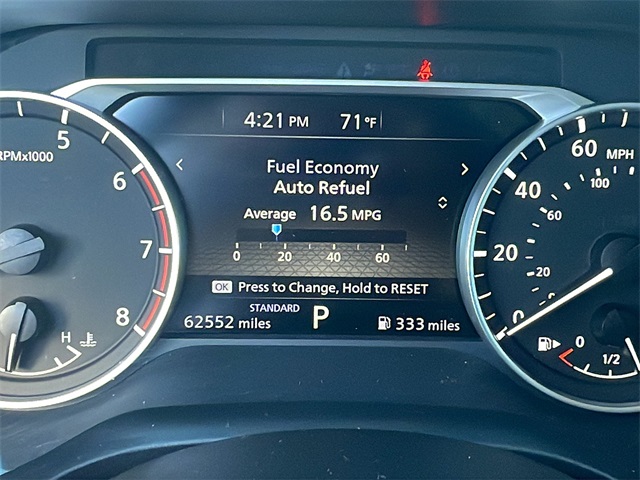 4:21 PM 71°F
Fuel Economy
Auto Refuel
Average 16.5 MPG
0 20 40 60
OK Press to Change, Hold to RESET
STANDARD
62552 miles P 333 miles
RPMx1000
5
6
7
8
H
MPH
60
40
20
0
100
60
20
0
0 1/2